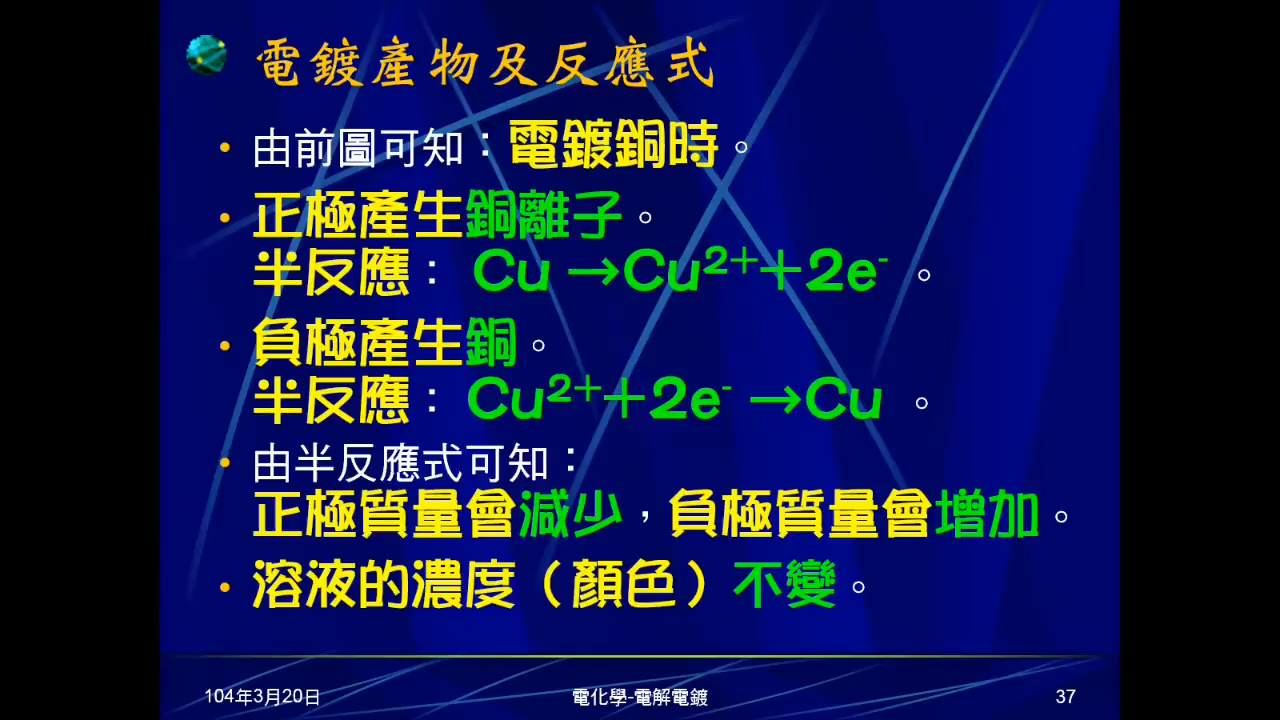 電鍍產物及反應式
• 由前圖可知：電鍍銅時。
• 正極產生銅離子。
半反應： Cu →Cu²⁺＋2e⁻ 。
• 負極產生銅。
半反應： Cu²⁺＋2e⁻ →Cu 。
• 由半反應式可知：
正極質量會減少，負極質量會增加。
• 溶液的濃度（顏色）不變。
104年3月20日
電化學-電解電鍍
37